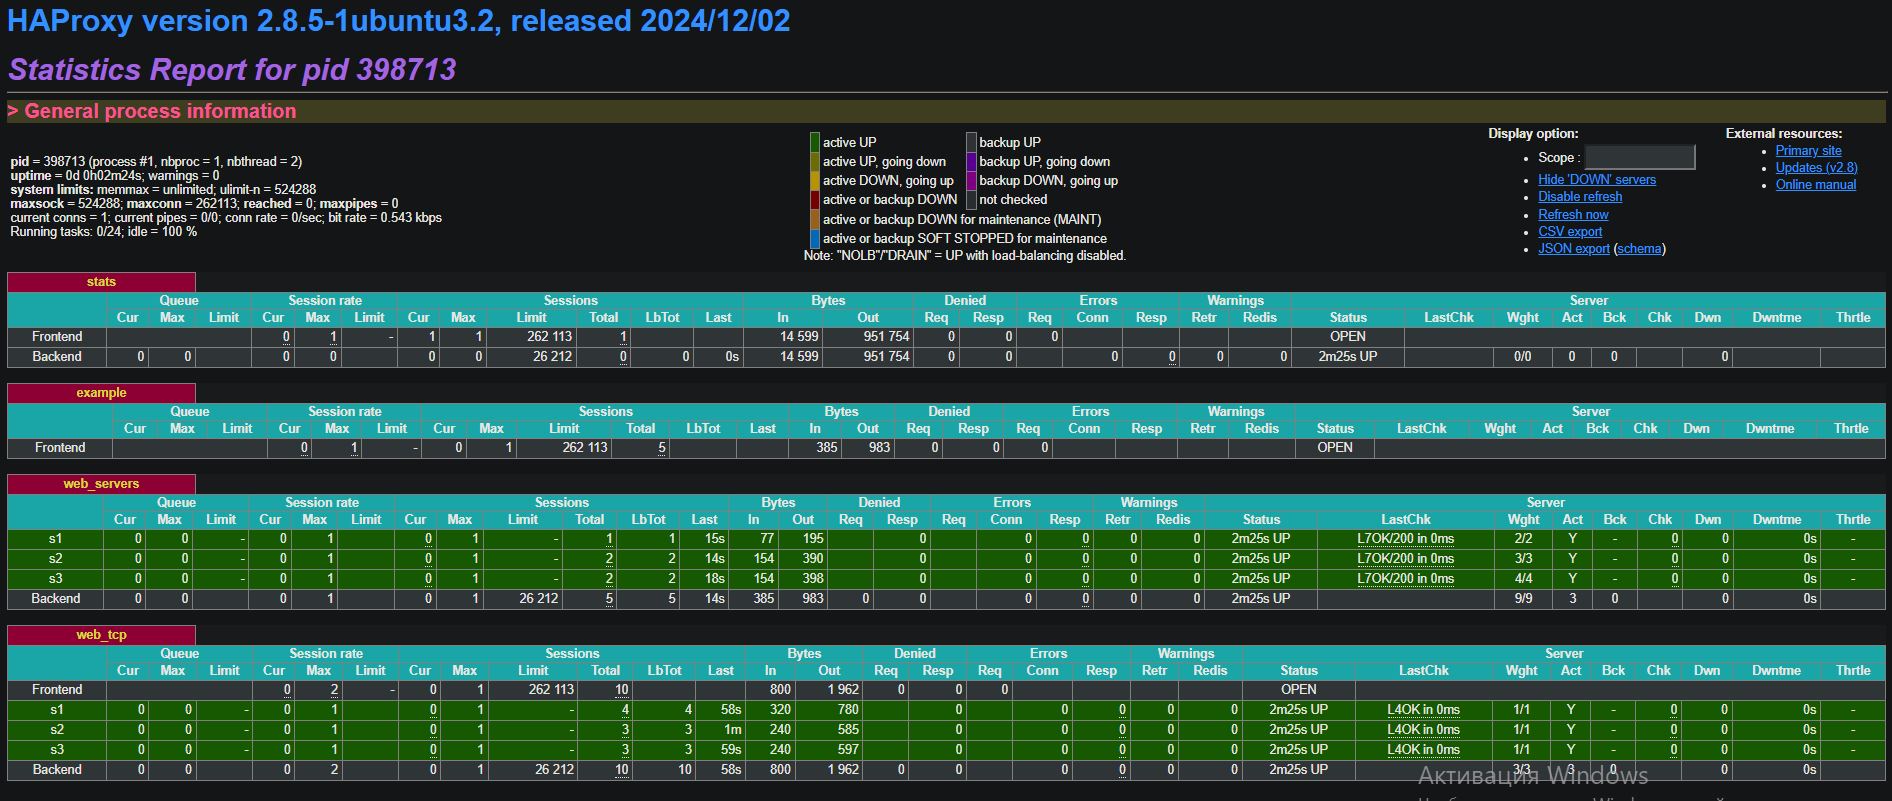 HAProxy version 2.8.5-1ubuntu3.2, released 2024/12/02
Statistics Report for pid 398713
> General process information
pid = 398713 (process #1, nbproc = 1, nbthread = 2)
uptime = 0d 0h02m24s; warnings = 0
system limits: memmax = unlimited; ulimit-n = 524288
maxsock = 524288; maxconn = 262113; reached = 0; maxpipes = 0
current conns = 1; current pipes = 0/0; conn rate = 0/sec; bit rate = 0.543 kbps
Running tasks: 0/24; idle = 100 %
active UP backup UP
active UP, going down backup UP, going down
active DOWN, going up backup DOWN, going up
active or backup DOWN not checked
active or backup DOWN for maintenance (MAINT)
active or backup SOFT STOPPED for maintenance
Note: "NOLB"/"DRAIN" = UP with load-balancing disabled.
Display option:
• Scope :
• Hide 'DOWN' servers
• Disable refresh
• Refresh now
• CSV export
• JSON export (schema)
External resources:
• Primary site
• Updates (v2.8)
• Online manual
stats
Queue Session rate Sessions Bytes Denied Errors Warnings Server
Cur Max Limit Cur Max Limit Cur Max Limit Total LbTot Last In Out Req Resp Req Conn Resp Retr Redis Status LastChk Wght Act Bck Chk Dwn Dwntme Thrtle
Frontend 0 1 - 1 1 262 113 1 14 599 951 754 0 0 0 OPEN
Backend 0 0 0 0 0 0 26 212 0 0 0s 14 599 951 754 0 0 0 0 0 0 2m25s UP 0/0 0 0 0
example
Queue Session rate Sessions Bytes Denied Errors Warnings Server
Cur Max Limit Cur Max Limit Cur Max Limit Total LbTot Last In Out Req Resp Req Conn Resp Retr Redis Status LastChk Wght Act Bck Chk Dwn Dwntme Thrtle
Frontend 0 1 - 0 1 262 113 5 385 983 0 0 0 OPEN
web_servers
Queue Session rate Sessions Bytes Denied Errors Warnings Server
Cur Max Limit Cur Max Limit Cur Max Limit Total LbTot Last In Out Req Resp Req Conn Resp Retr Redis Status LastChk Wght Act Bck Chk Dwn Dwntme Thrtle
s1 0 0 - 0 1 0 1 - 1 1 15s 77 195 0 0 0 0 0 2m25s UP L7OK/200 in 0ms 2/2 Y - 0 0 0s -
s2 0 0 - 0 1 0 1 - 2 2 14s 154 390 0 0 0 0 0 2m25s UP L7OK/200 in 0ms 3/3 Y - 0 0 0s -
s3 0 0 - 0 1 0 1 - 2 2 18s 154 398 0 0 0 0 0 2m25s UP L7OK/200 in 0ms 4/4 Y - 0 0 0s -
Backend 0 0 0 1 0 1 26 212 5 5 14s 385 983 0 0 0 0 0 0 2m25s UP 9/9 3 0 0 0s
web_tcp
Queue Session rate Sessions Bytes Denied Errors Warnings Server
Cur Max Limit Cur Max Limit Cur Max Limit Total LbTot Last In Out Req Resp Req Conn Resp Retr Redis Status LastChk Wght Act Bck Chk Dwn Dwntme Thrtle
Frontend 0 2 - 0 1 262 113 10 800 1 962 0 0 0 OPEN
s1 0 0 - 0 1 0 1 - 4 4 58s 320 780 0 0 0 0 0 2m25s UP L4OK in 0ms 1/1 Y - 0 0 0s -
s2 0 0 - 0 1 0 1 - 3 3 1m 240 585 0 0 0 0 0 2m25s UP L4OK in 0ms 1/1 Y - 0 0 0s -
s3 0 0 - 0 1 0 1 - 3 3 59s 240 597 0 0 0 0 0 2m25s UP L4OK in 0ms 1/1 Y - 0 0 0s -
Backend 0 0 0 2 0 1 26 212 10 10 58s 800 1 962 0 0 0 0 0 0 2m25s UP 3/3 3 0 0 0s
Активация Windows